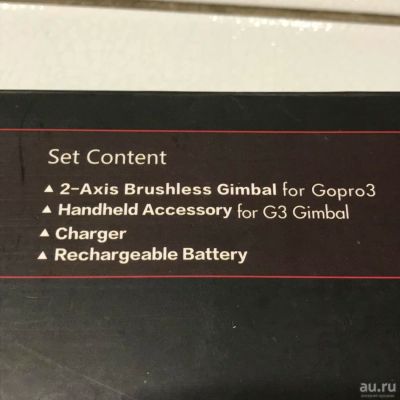 Set Content
▲ 2-Axis Brushless Gimbal for Gopro3
▲ Handheld Accessory for G3 Gimbal
▲ Charger
▲ Rechargeable Battery
au.ru